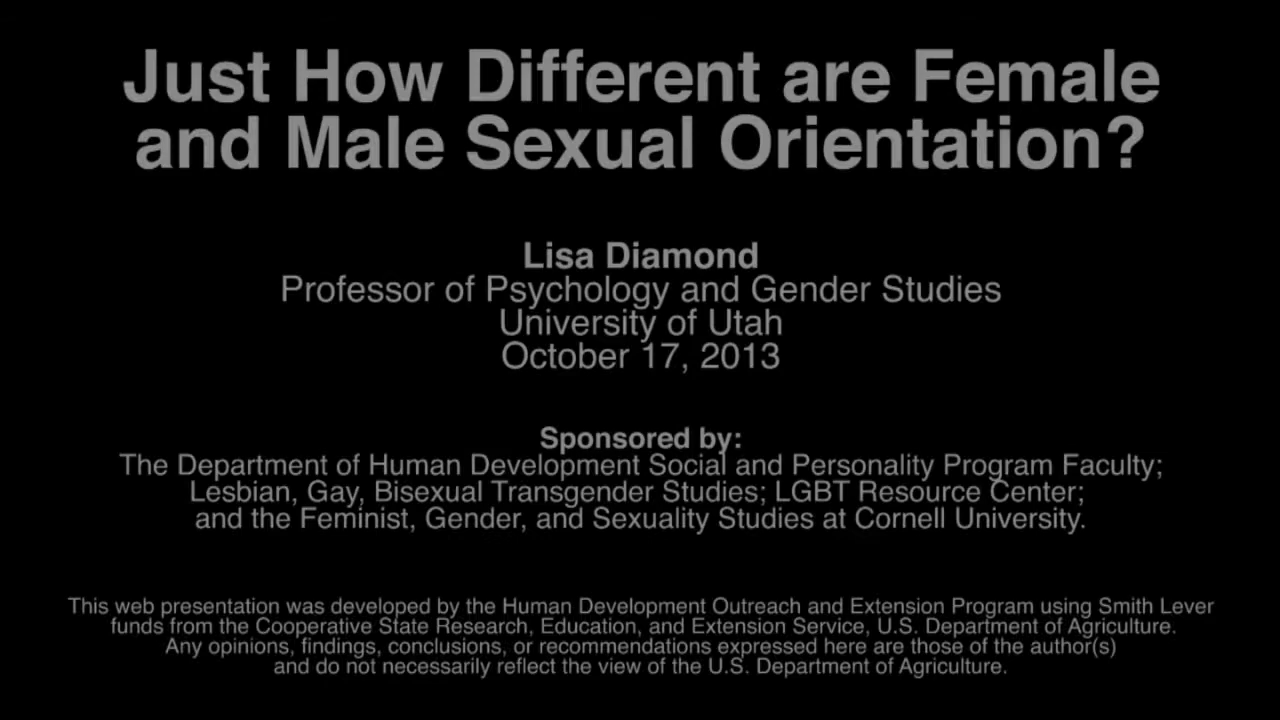 Just How Different are Female
and Male Sexual Orientation?
Lisa Diamond
Professor of Psychology and Gender Studies
University of Utah
October 17, 2013
Sponsored by:
The Department of Human Development Social and Personality Program Faculty;
Lesbian, Gay, Bisexual Transgender Studies; LGBT Resource Center;
and the Feminist, Gender, and Sexuality Studies at Cornell University.
This web presentation was developed by the Human Development Outreach and Extension Program using Smith Lever
funds from the Cooperative State Research, Education, and Extension Service, U.S. Department of Agriculture.
Any opinions, findings, conclusions, or recommendations expressed here are those of the author(s)
and do not necessarily reflect the view of the U.S. Department of Agriculture.